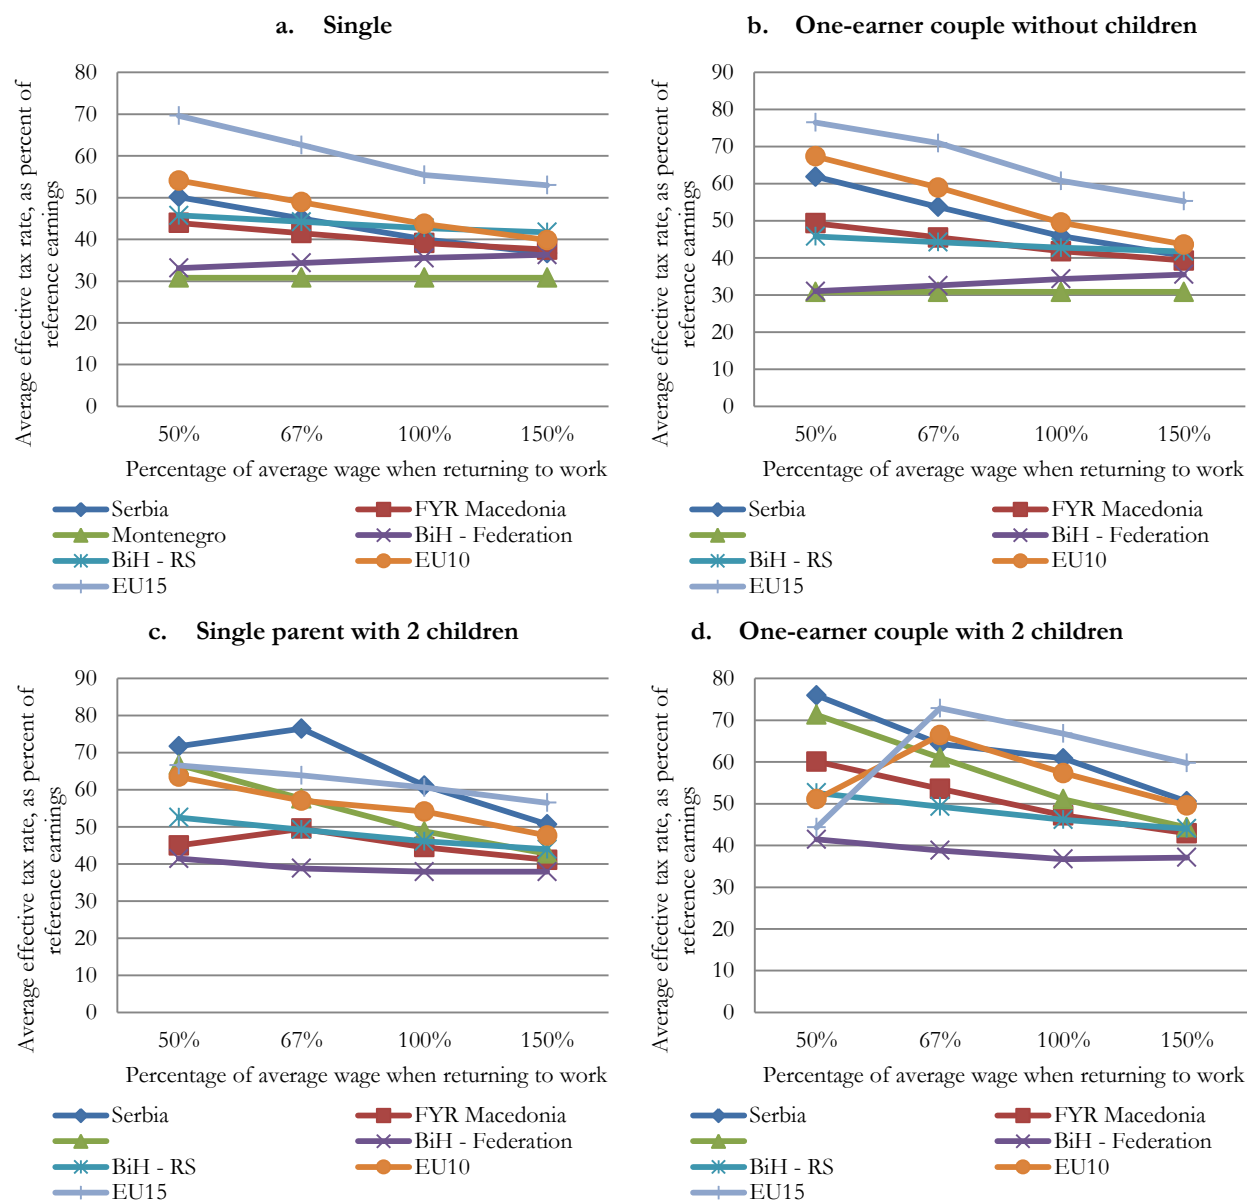 a. Single
Average effective tax rate, as percent of
reference earnings
80
70
60
50
40
30
20
10
0
50% 67% 100% 150%
Percentage of average wage when returning to work
Serbia FYR Macedonia
Montenegro BiH - Federation
BiH - RS EU10
EU15
b. One-earner couple without children
Average effective tax rate, as percent of
reference earnings
90
80
70
60
50
40
30
20
10
0
50% 67% 100% 150%
Percentage of average wage when returning to work
Serbia FYR Macedonia
BiH - Federation
BiH - RS EU10
EU15
c. Single parent with 2 children
Average effective tax rate, as percent of
reference earnings
90
80
70
60
50
40
30
20
10
0
50% 67% 100% 150%
Percentage of average wage when returning to work
Serbia FYR Macedonia
BiH - Federation
BiH - RS EU10
EU15
d. One-earner couple with 2 children
Average effective tax rate, as percent of
reference earnings
80
70
60
50
40
30
20
10
0
50% 67% 100% 150%
Percentage of average wage when returning to work
Serbia FYR Macedonia
BiH - Federation
BiH - RS EU10
EU15